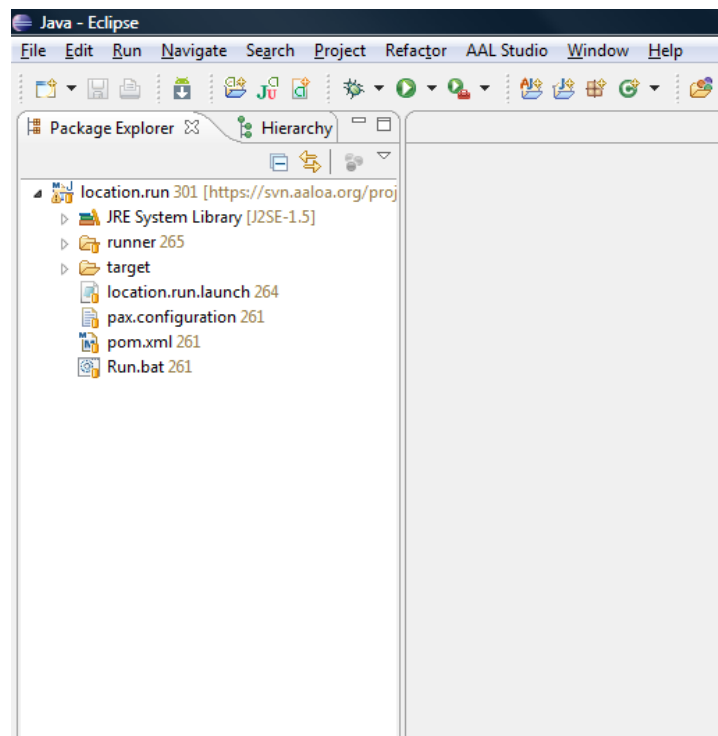 Java - Eclipse
File Edit Run Navigate Search Project Refactor AAL Studio Window Help
Package Explorer Hierarchy
location.run 301 [https://svn.aaloa.org/proj
JRE System Library [J2SE-1.5]
runner 265
target
location.run.launch 264
pax.configuration 261
pom.xml 261
Run.bat 261